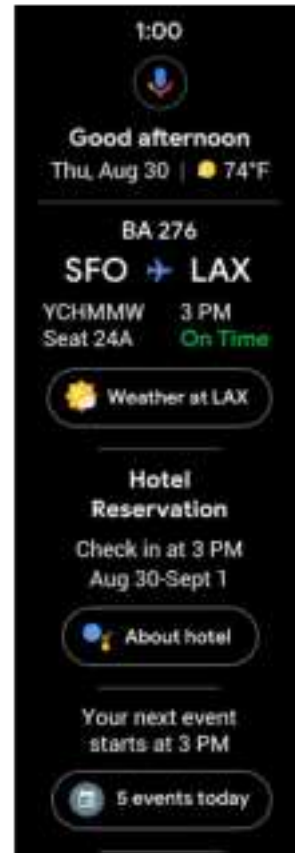 1:00
Good afternoon
Thu, Aug 30 | 74°F
BA 276
SFO LAX
YCHMMW 3 PM
Seat 24A On Time
Weather at LAX
Hotel
Reservation
Check in at 3 PM
Aug 30-Sept 1
About hotel
Your next event
starts at 3 PM
5 events today